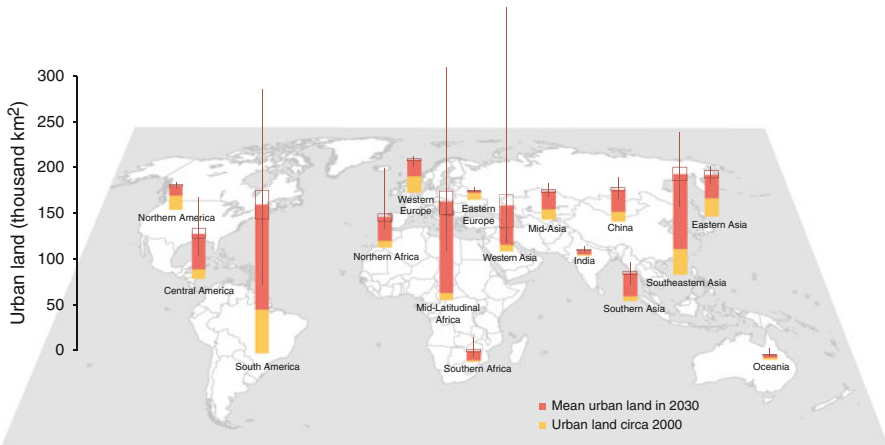 300
250
200
150
100
50
0
Urban land (thousand km²)
Northern America
Central America
South America
Western
Europe
Eastern
Europe
Northern Africa
Western Asia
Mid-Latitudinal
Africa
Southern Africa
Mid-Asia
China
India
Eastern Asia
Southeastern Asia
Southern Asia
Oceania
Mean urban land in 2030
Urban land circa 2000